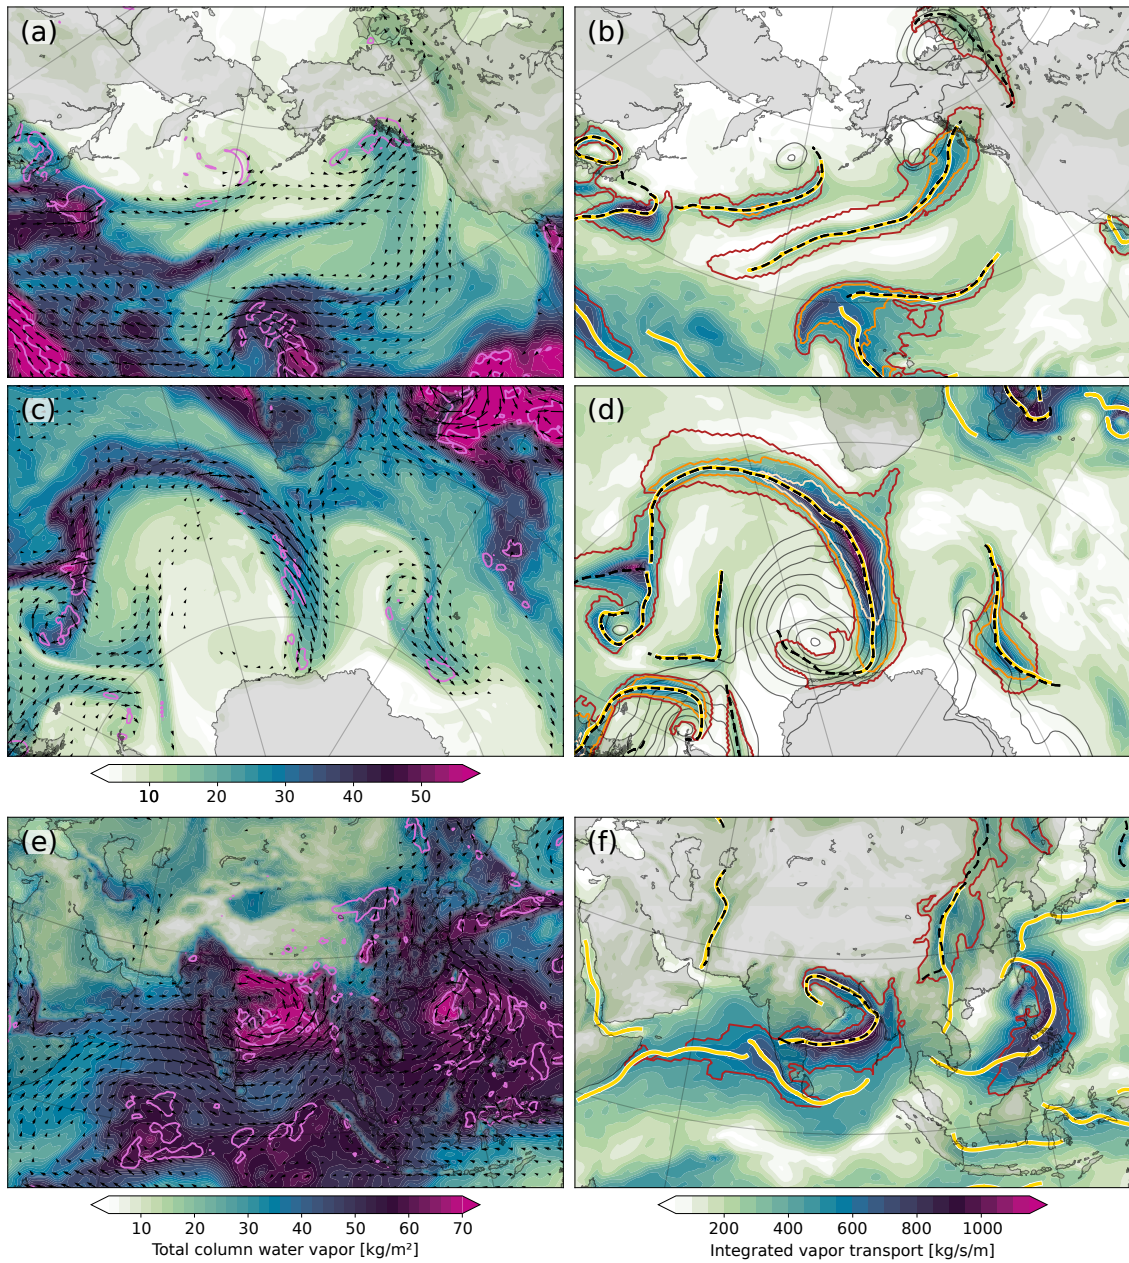 (a)
(b)
(c)
(d)
10 20 30 40 50
(e)
(f)
10 20 30 40 50 60 70
Total column water vapor [kg/m²]
200 400 600 800 1000
Integrated vapor transport [kg/s/m]